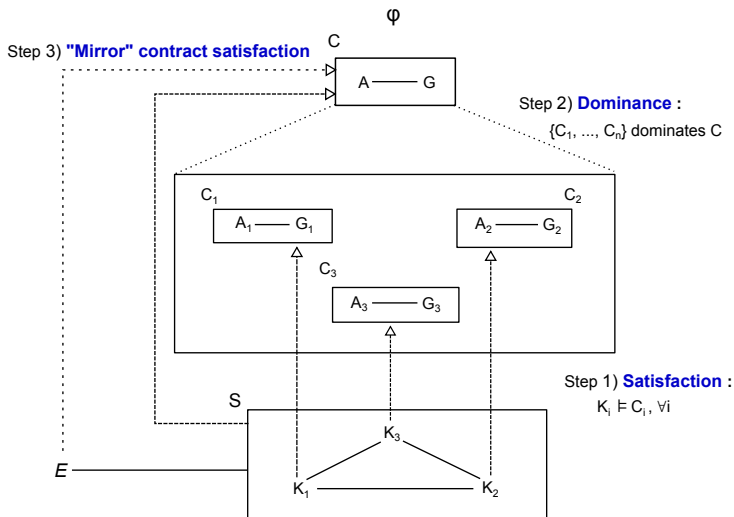 φ
C
Step 3) "Mirror" contract satisfaction
A G
Step 2) Dominance :
{C₁, ..., Cₙ} dominates C
C₁
C₂
A₁ G₁
A₂ G₂
C₃
A₃ G₃
Step 1) Satisfaction :
Kᵢ ⊨ Cᵢ , ∀i
S
K₃
E
K₁
K₂